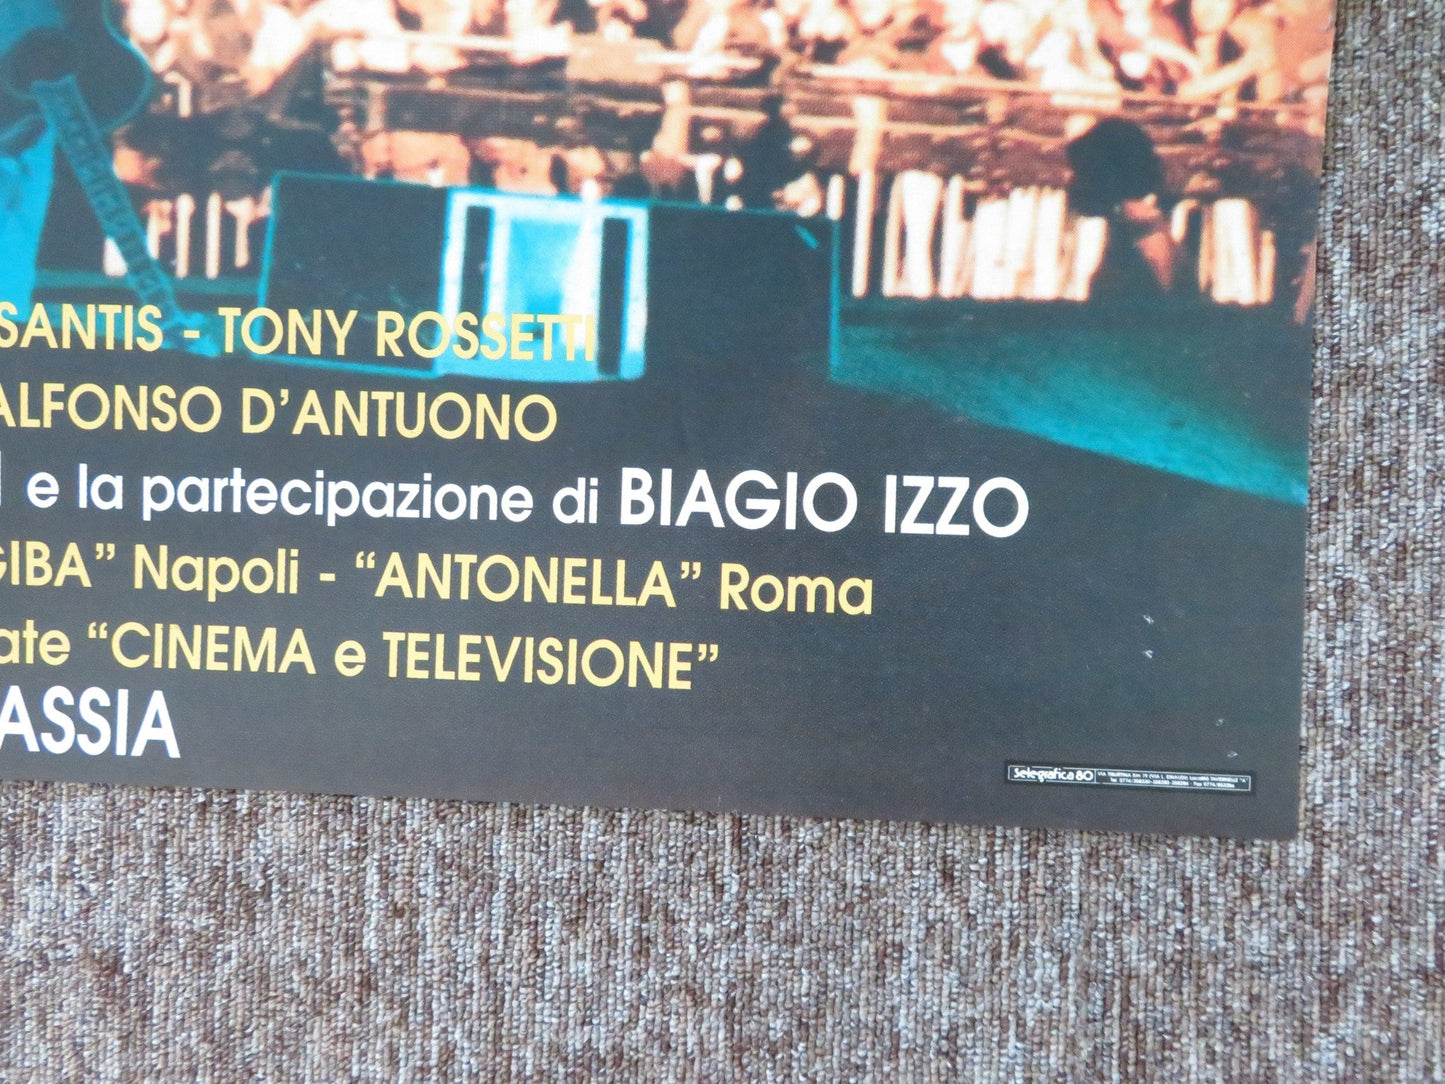 SANTIS - TONY ROSSETTI
ALFONSO D'ANTUONO
e la partecipazione di BIAGIO IZZO
GIBA” Napoli - “ANTONELLA” Roma
ate “CINEMA e TELEVISIONE”
ASSIA
Selegrafica 80